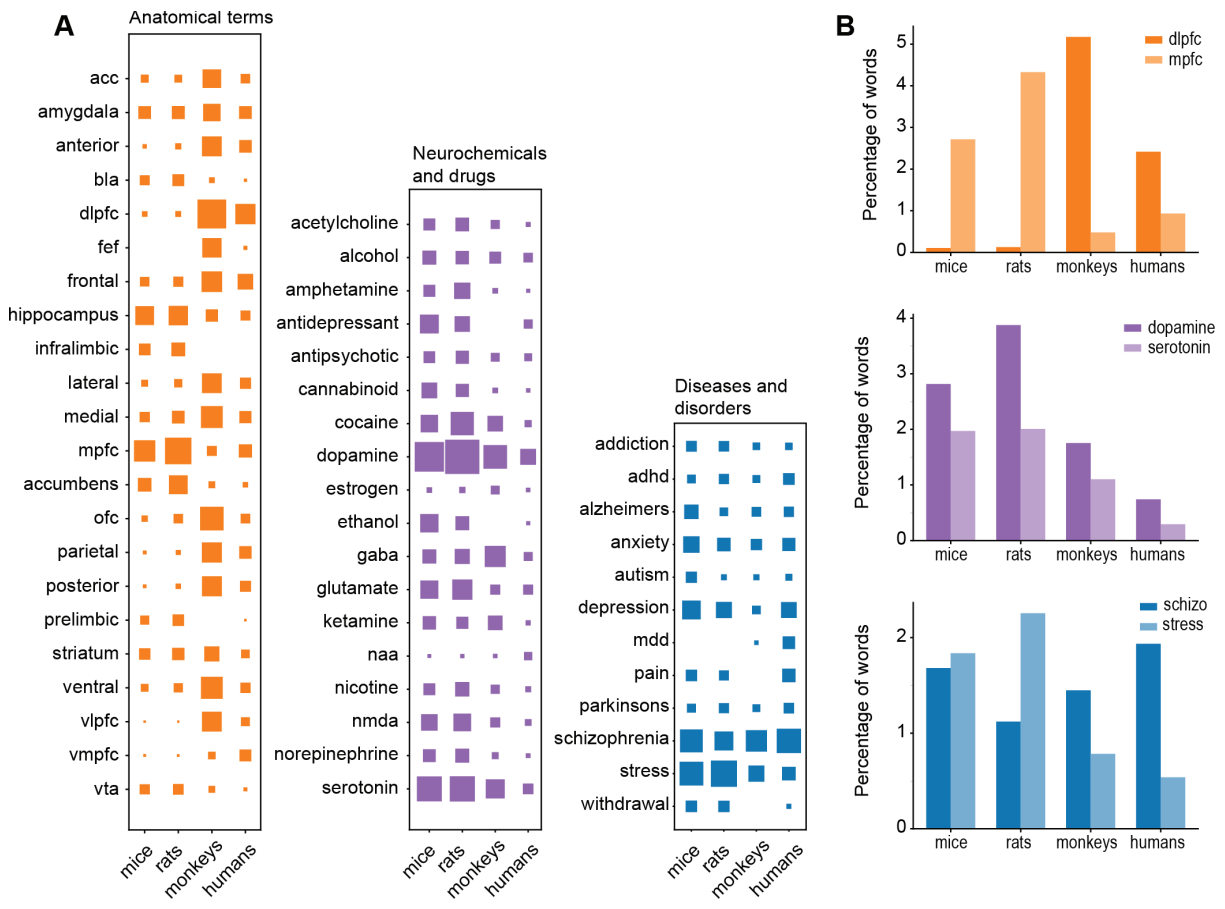 A
Anatomical terms
acc
amygdala
anterior
bla
dlpfc
fef
frontal
hippocampus
infralimbic
lateral
medial
mpfc
accumbens
ofc
parietal
posterior
prelimbic
striatum
ventral
vlpfc
vmpfc
vta
mice
rats
monkeys
humans
Neurochemicals
and drugs
acetylcholine
alcohol
amphetamine
antidepressant
antipsychotic
cannabinoid
cocaine
dopamine
estrogen
ethanol
gaba
glutamate
ketamine
naa
nicotine
nmda
norepinephrine
serotonin
mice
rats
monkeys
humans
Diseases and
disorders
addiction
adhd
alzheimers
anxiety
autism
depression
mdd
pain
parkinsons
schizophrenia
stress
withdrawal
mice
rats
monkeys
humans
B
Percentage of words
5
4
3
2
1
0
dlpfc
mpfc
mice rats monkeys humans
Percentage of words
4
3
2
1
0
dopamine
serotonin
mice rats monkeys humans
Percentage of words
2
1
0
schizo
stress
mice rats monkeys humans